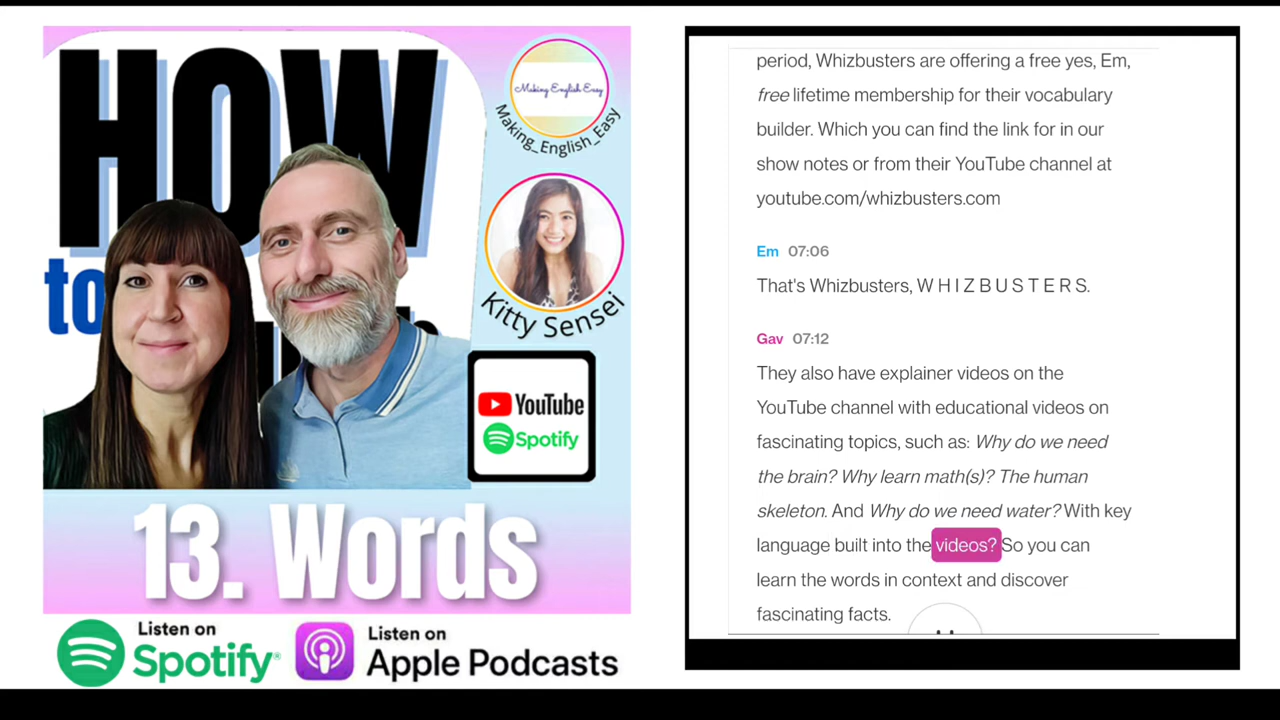 HOW
to
Making English Easy
Making_English_Easy
Kitty Sensei
YouTube
Spotify
13. Words
Listen on
Spotify
Listen on
Apple Podcasts
period, Whizbusters are offering a free yes, Em,
free lifetime membership for their vocabulary
builder. Which you can find the link for in our
show notes or from their YouTube channel at
youtube.com/whizbusters.com
Em 07:06
That's Whizbusters, W H I Z B U S T E R S.
Gav 07:12
They also have explainer videos on the
YouTube channel with educational videos on
fascinating topics, such as: Why do we need
the brain? Why learn math(s)? The human
skeleton. And Why do we need water? With key
language built into the videos? So you can
learn the words in context and discover
fascinating facts.